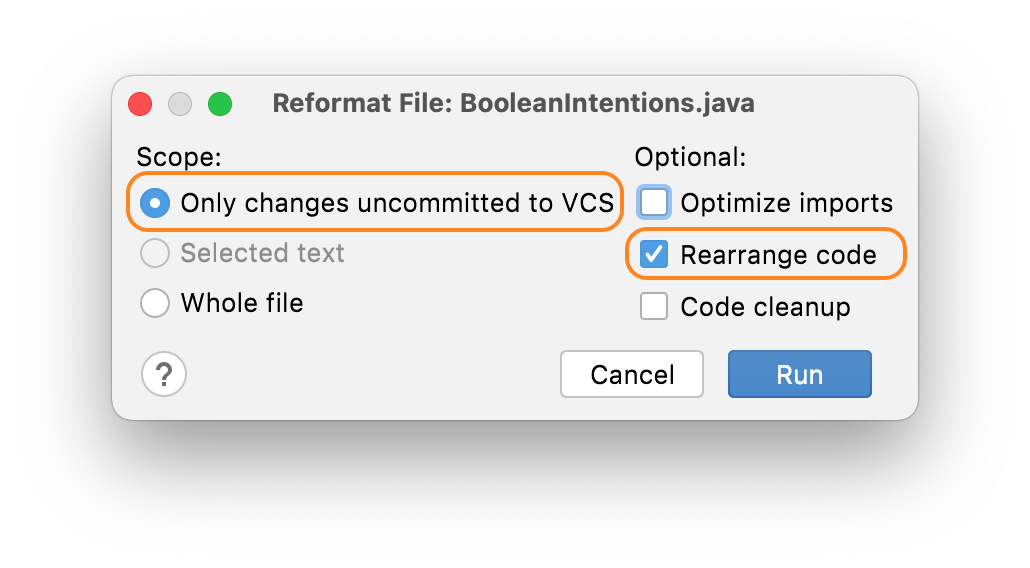 Reformat File: BooleanIntentions.java
Scope:
Only changes uncommitted to VCS
Selected text
Whole file
Optional:
Optimize imports
Rearrange code
Code cleanup
?
Cancel
Run